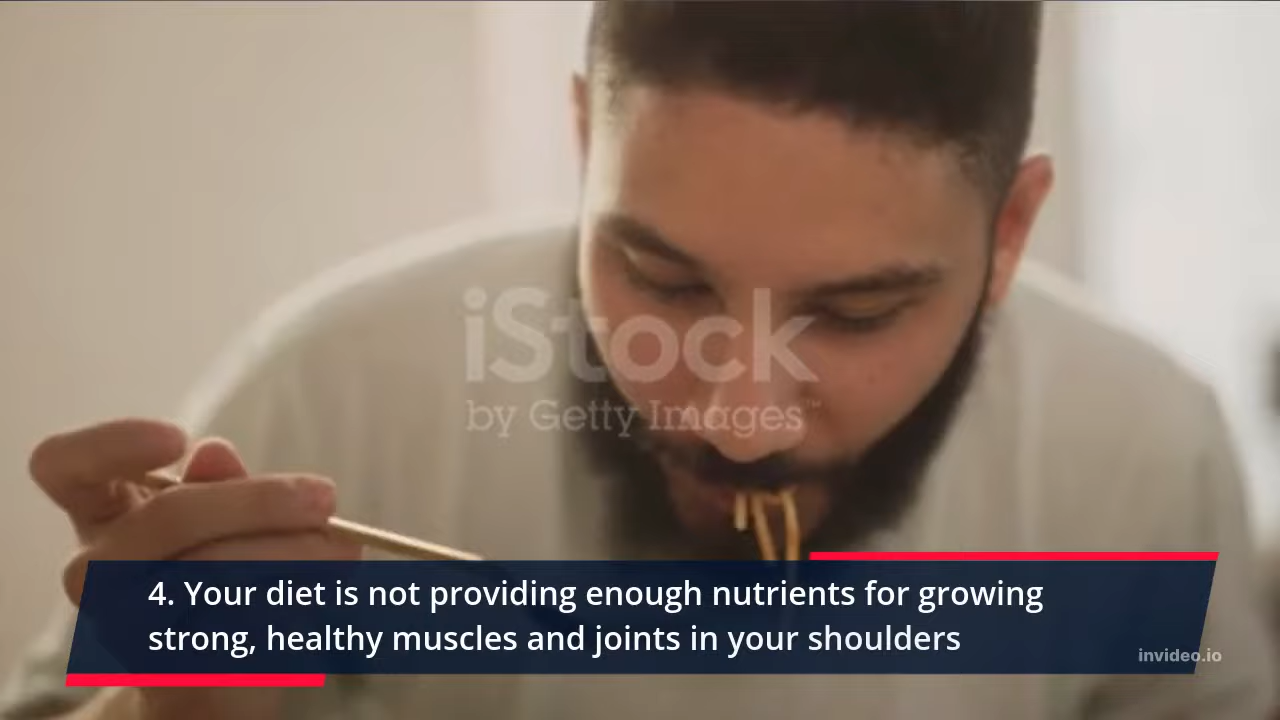 iStock
by Getty Images™
4. Your diet is not providing enough nutrients for growing
strong, healthy muscles and joints in your shoulders
invideo.io